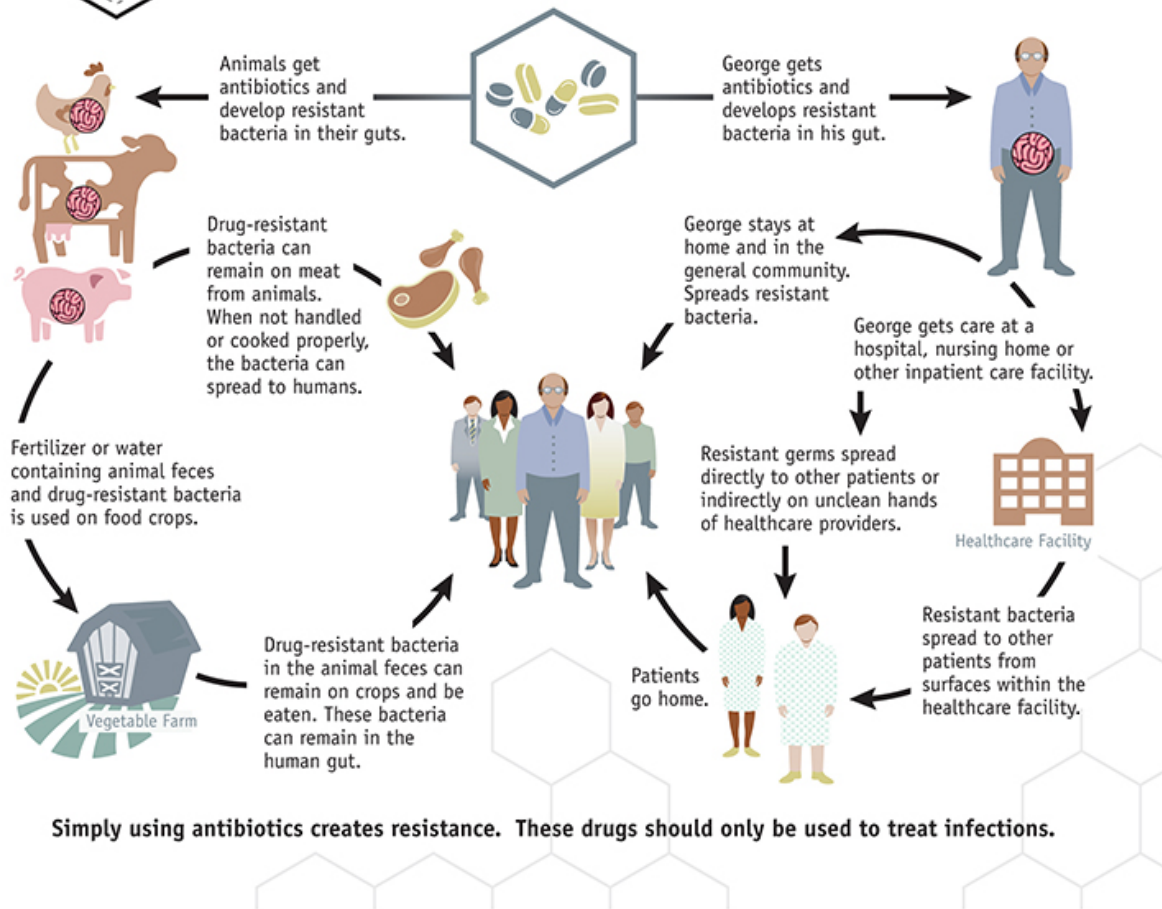 Animals get
antibiotics and
develop resistant
bacteria in their guts.
George gets
antibiotics and
develops resistant
bacteria in his gut.
Drug-resistant
bacteria can
remain on meat
from animals.
When not handled
or cooked properly,
the bacteria can
spread to humans.
George stays at
home and in the
general community.
Spreads resistant
bacteria.
George gets care at a
hospital, nursing home or
other inpatient care facility.
Fertilizer or water
containing animal feces
and drug-resistant bacteria
is used on food crops.
Resistant germs spread
directly to other patients or
indirectly on unclean hands
of healthcare providers.
Healthcare Facility
Vegetable Farm
Drug-resistant bacteria
in the animal feces can
remain on crops and be
eaten. These bacteria
can remain in the
human gut.
Patients
go home.
Resistant bacteria
spread to other
patients from
surfaces within the
healthcare facility.
Simply using antibiotics creates resistance. These drugs should only be used to treat infections.